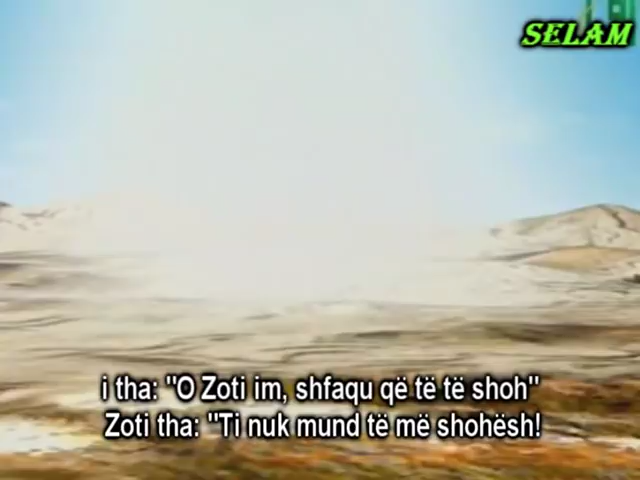 SELAM
i tha: "O Zoti im, shfaqu që të të shoh"
Zoti tha: "Ti nuk mund të më shohësh!